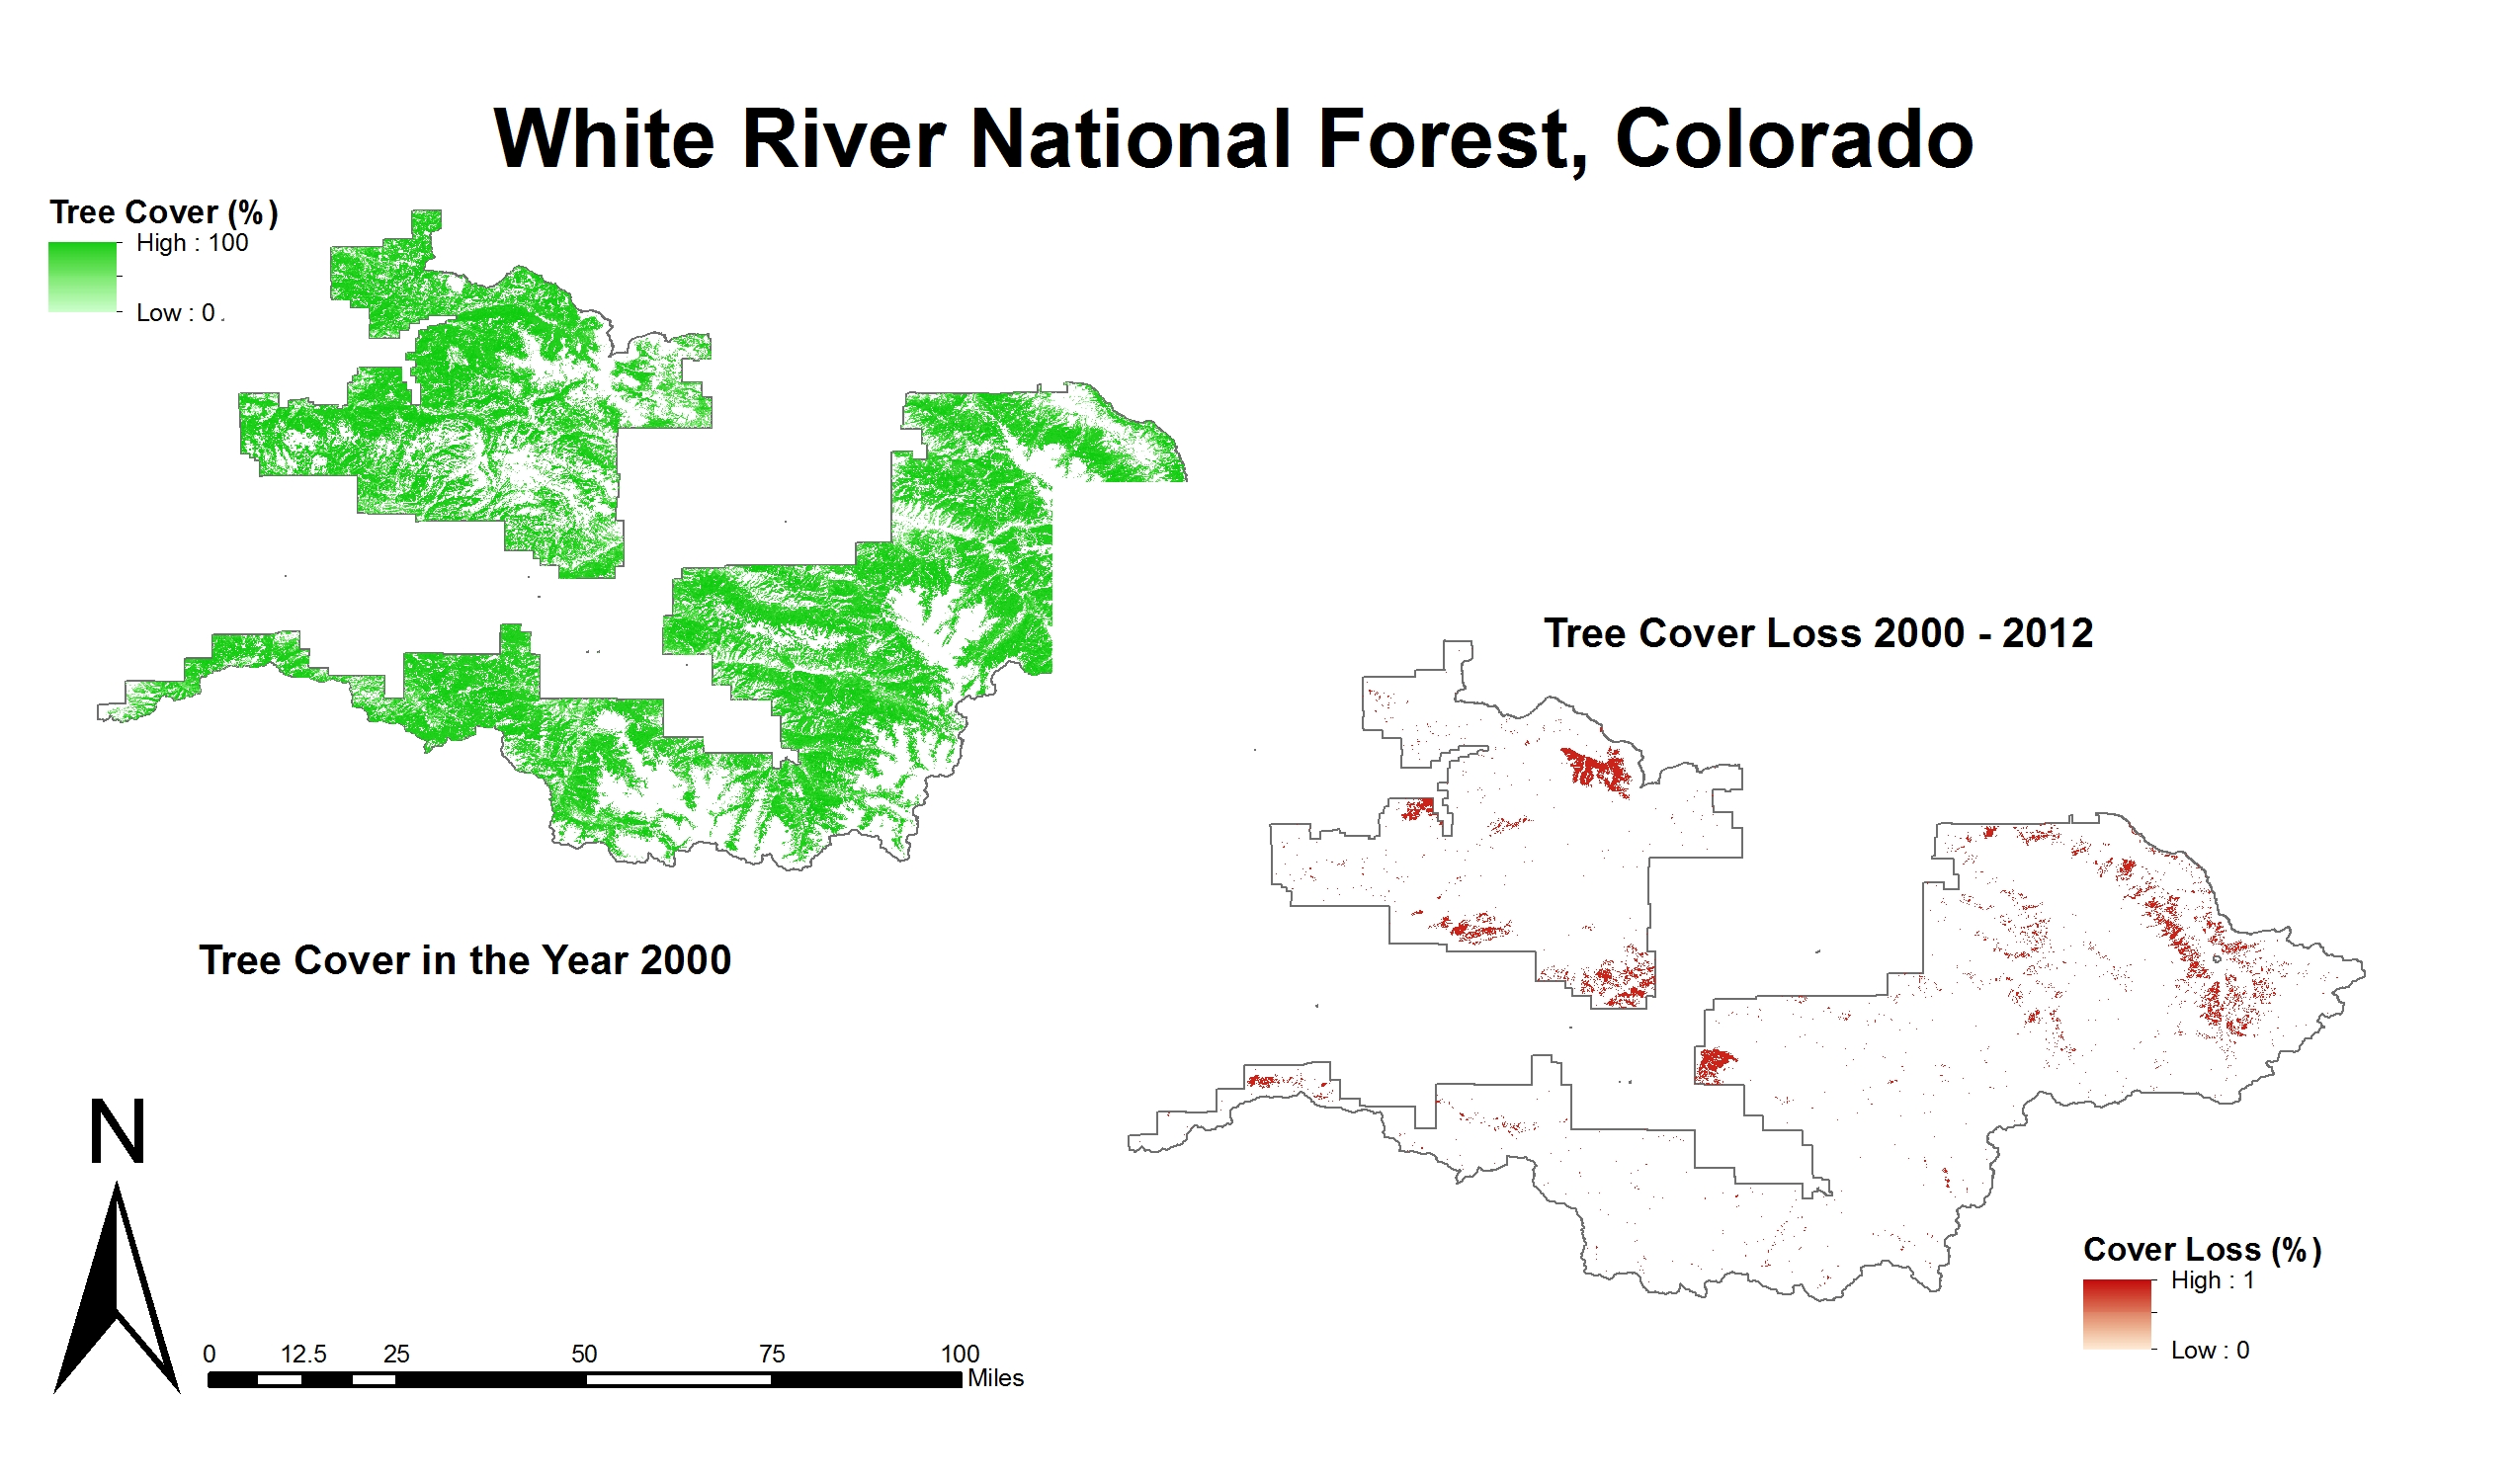 White River National Forest, Colorado
Tree Cover (%)
High : 100
Low : 0
Tree Cover Loss 2000 - 2012
Tree Cover in the Year 2000
N
Cover Loss (%)
High : 1
Low : 0
0 12.5 25 50 75 100
Miles